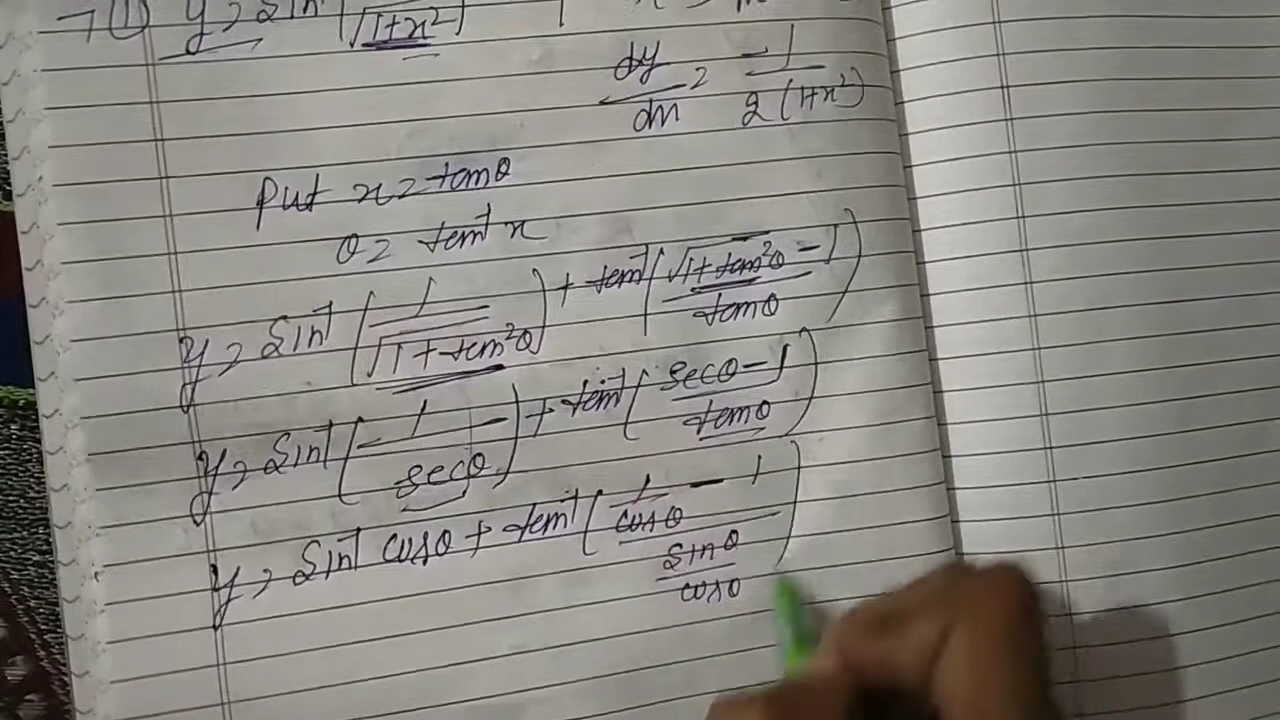 → ① y = sin⁻¹(1/√1+x²)
dy/dx = -1/2(1+x²)
Put x = tanθ
θ = tan⁻¹x
y = Sin⁻¹(1/√1+tan²θ) + tan⁻¹(√1+tan²θ - 1/tanθ)
y = Sin⁻¹(1/secθ) + tan⁻¹(secθ-1/tanθ)
y = Sin⁻¹ cosθ + tan⁻¹(1/cosθ - 1/sinθ/cosθ)